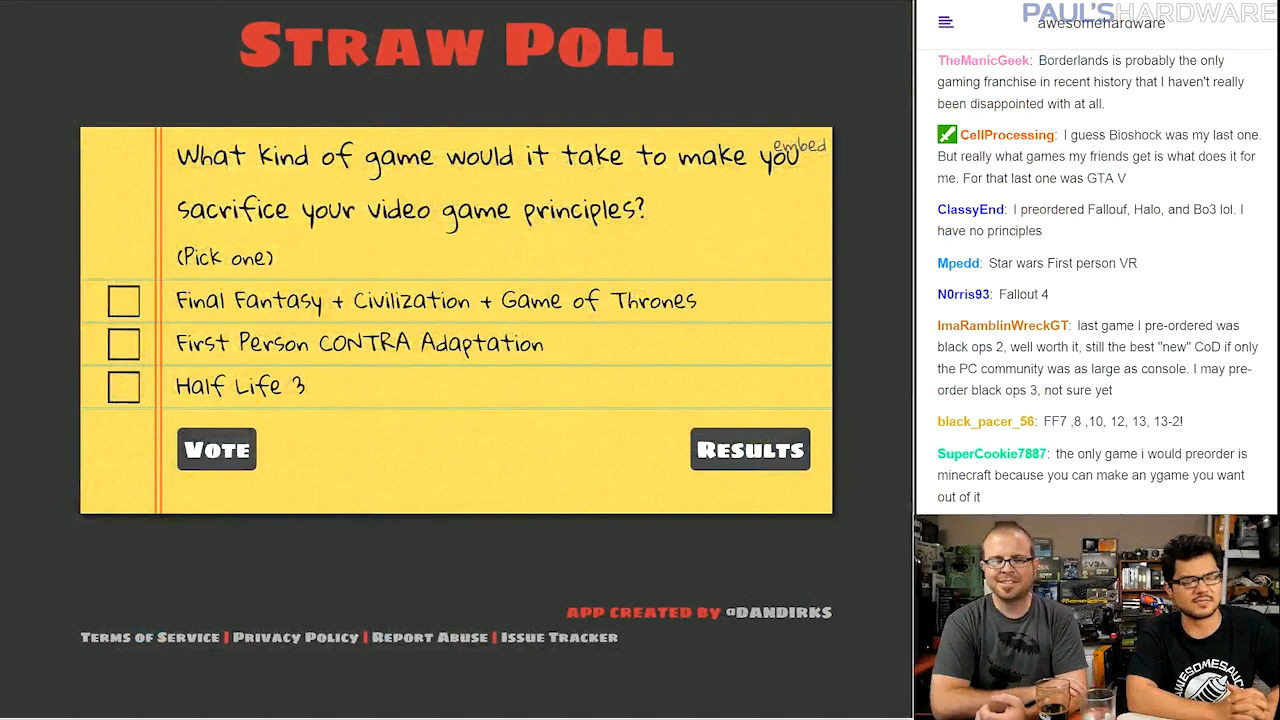 STRAW POLL
embed
What kind of game would it take to make you
sacrifice your video game principles?
(Pick one)
Final Fantasy + Civilization + Game of Thrones
First Person CONTRA Adaptation
Half Life 3
VOTE
RESULTS
APP CREATED BY @DANDIRKS
TERMS OF SERVICE | PRIVACY POLICY | REPORT ABUSE | ISSUE TRACKER
PAUL'S HARDWARE
awesomehardware
TheManicGeek: Borderlands is probably the only
gaming franchise in recent history that I haven't really
been disappointed with at all.
CellProcessing: I guess Bioshock was my last one.
But really what games my friends get is what does it for
me. For that last one was GTA V
ClassyEnd: I preordered Fallouf, Halo, and Bo3 lol. I
have no principles
Mpedd: Star wars First person VR
N0rris93: Fallout 4
ImaRamblinWreckGT: last game I pre-ordered was
black ops 2, well worth it, still the best "new" CoD if only
the PC community was as large as console. I may pre-
order black ops 3, not sure yet
black_pacer_56: FF7 ,8 ,10, 12, 13, 13-2!
SuperCookie7887: the only game i would preorder is
minecraft because you can make an ygame you want
out of it